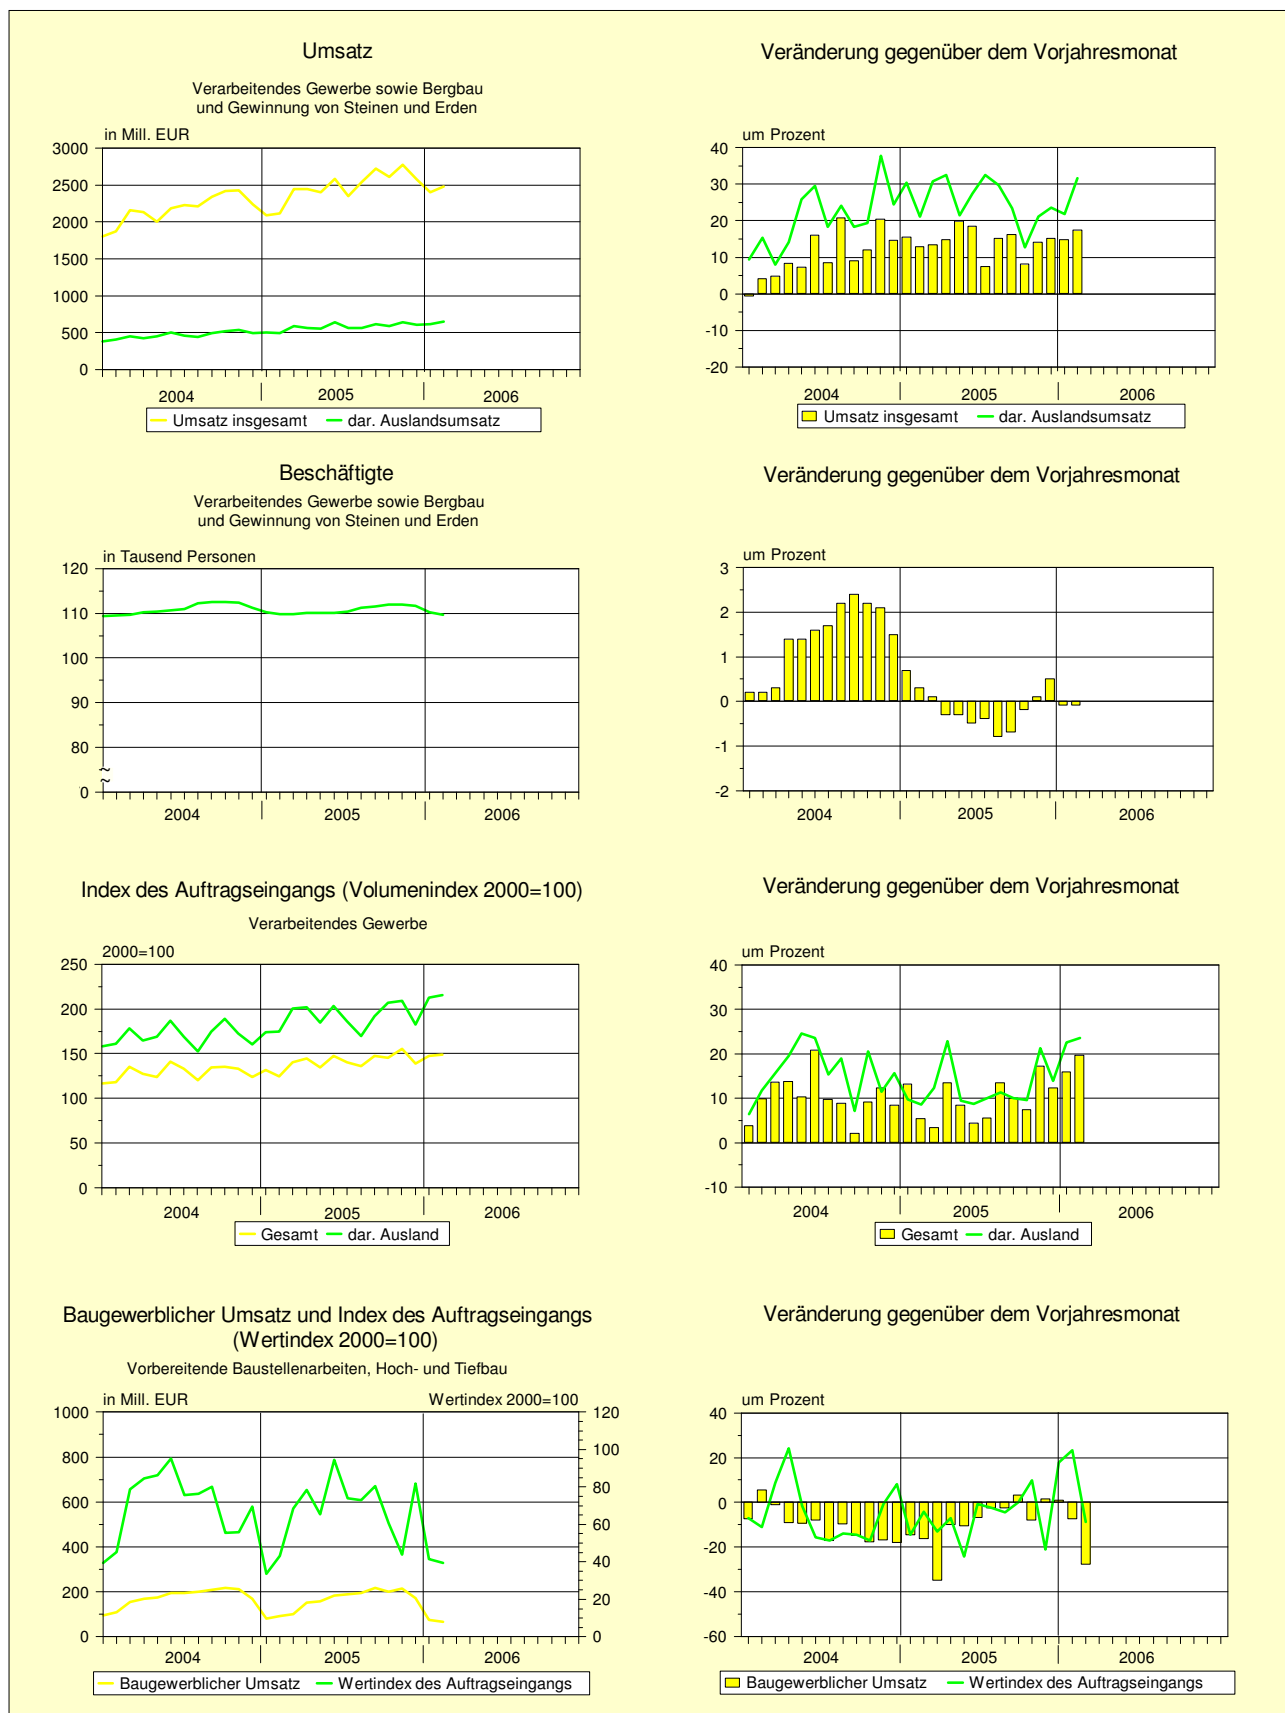 Umsatz
Verarbeitendes Gewerbe sowie Bergbau
und Gewinnung von Steinen und Erden
in Mill. EUR
3000
2500
2000
1500
1000
500
0
2004
2005
2006
Umsatz insgesamt
dar. Auslandsumsatz
Veränderung gegenüber dem Vorjahresmonat
um Prozent
40
30
20
10
0
-10
-20
2004
2005
2006
Umsatz insgesamt
dar. Auslandsumsatz
Beschäftigte
Verarbeitendes Gewerbe sowie Bergbau
und Gewinnung von Steinen und Erden
in Tausend Personen
120
110
100
90
80
~
~
0
2004
2005
2006
Veränderung gegenüber dem Vorjahresmonat
um Prozent
3
2
1
0
-1
-2
2004
2005
2006
Index des Auftragseingangs (Volumenindex 2000=100)
Verarbeitendes Gewerbe
2000=100
250
200
150
100
50
0
2004
2005
2006
Gesamt
dar. Ausland
Veränderung gegenüber dem Vorjahresmonat
um Prozent
40
30
20
10
0
-10
2004
2005
2006
Gesamt
dar. Ausland
Baugewerblicher Umsatz und Index des Auftragseingangs
(Wertindex 2000=100)
Vorbereitende Baustellenarbeiten, Hoch- und Tiefbau
in Mill. EUR
Wertindex 2000=100
1000
800
600
400
200
0
120
100
80
60
40
20
0
2004
2005
2006
Baugewerblicher Umsatz
Wertindex des Auftragseingangs
Veränderung gegenüber dem Vorjahresmonat
um Prozent
40
20
0
-20
-40
-60
2004
2005
2006
Baugewerblicher Umsatz
Wertindex des Auftragseingangs